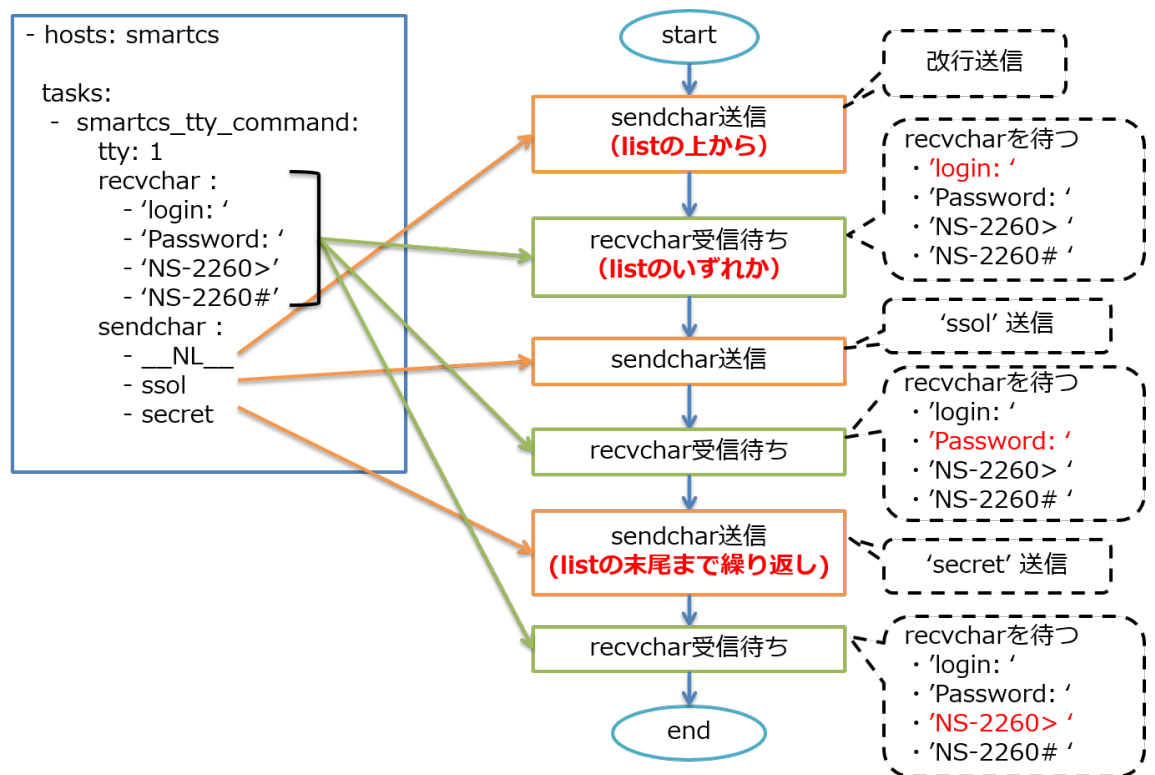 - hosts: smartcs
tasks:
- smartcs_tty_command:
tty: 1
recvchar :
- ‘login: ‘
- ‘Password: ‘
- ‘NS-2260>’
- ‘NS-2260#’
sendchar :
- __NL__
- ssol
- secret
start
sendchar送信
（listの上から）
recvchar受信待ち
（listのいずれか）
sendchar送信
recvchar受信待ち
sendchar送信
(listの末尾まで繰り返し)
recvchar受信待ち
end
改行送信
recvcharを待つ
・’login: ‘
・’Password: ‘
・’NS-2260> ‘
・’NS-2260# ‘
‘ssol’ 送信
recvcharを待つ
・’login: ‘
・’Password: ‘
・’NS-2260> ‘
・’NS-2260# ‘
‘secret’ 送信
recvcharを待つ
・’login: ‘
・’Password: ‘
・’NS-2260> ‘
・’NS-2260# ‘